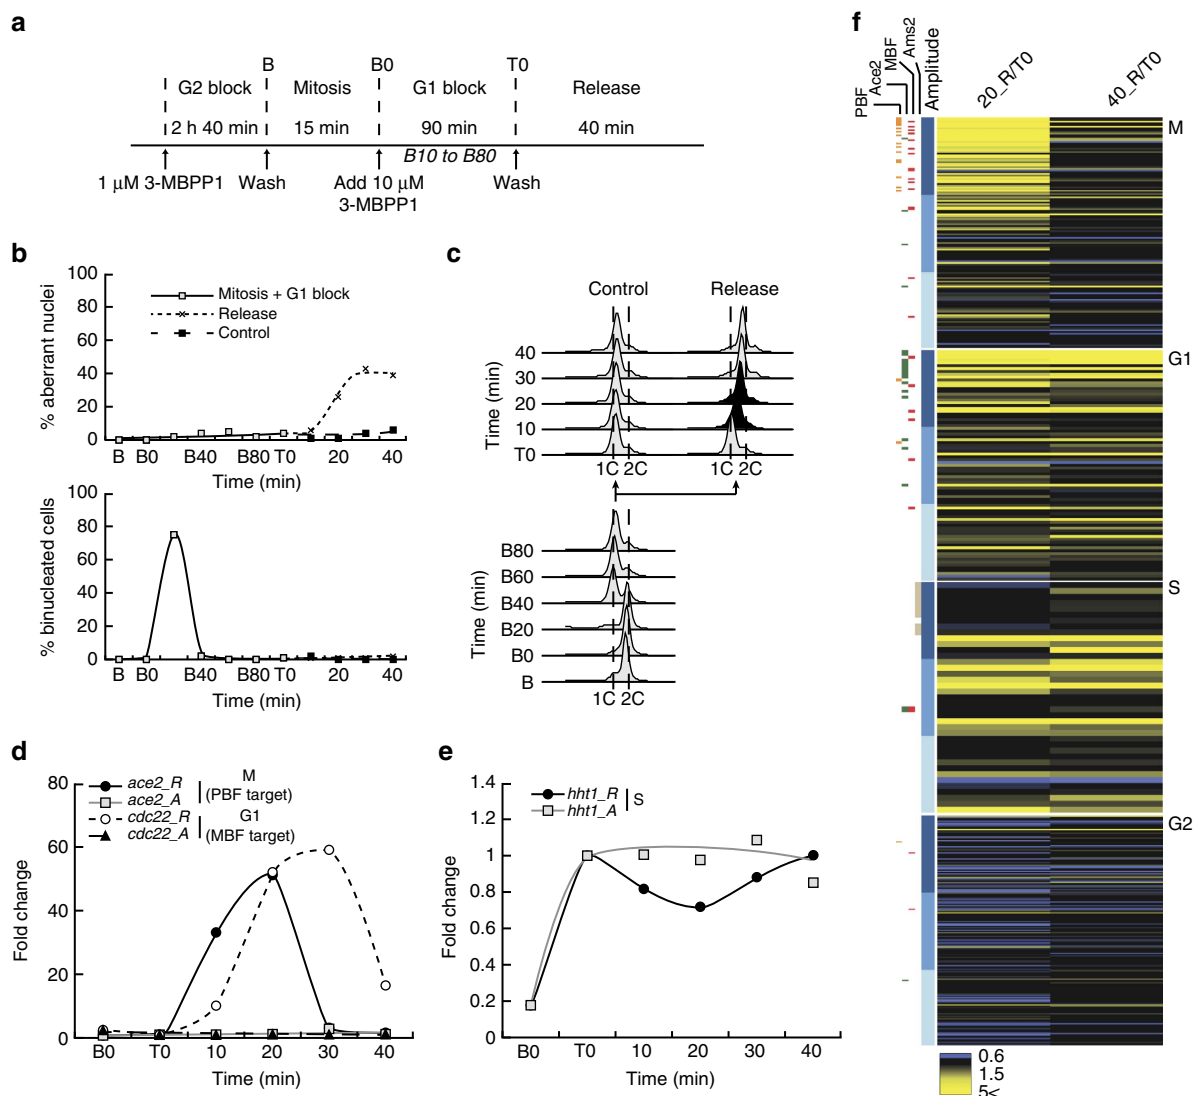 a
B B0 T0
G2 block Mitosis G1 block Release
2 h 40 min 15 min 90 min 40 min
B10 to B80
1 μM 3-MBPP1 Wash Add 10 μM Wash
3-MBPP1
b
% aberrant nuclei
100
80
60
40
20
0
Mitosis + G1 block
Release
Control
B B0 B40 B80 T0 20 40
Time (min)
% binucleated cells
100
80
60
40
20
0
B B0 B40 B80 T0 20 40
Time (min)
c
Control Release
Time (min)
40
30
20
10
T0
1C 2C 1C 2C
Time (min)
B80
B60
B40
B20
B0
B
1C 2C
d
Fold change
80
60
40
20
0
ace2_R
ace2_A
M
(PBF target)
cdc22_R
cdc22_A
G1
(MBF target)
B0 T0 10 20 30 40
Time (min)
e
Fold change
1.4
1.2
1
0.8
0.6
0.4
0.2
0
hht1_R
hht1_A
S
B0 T0 10 20 30 40
Time (min)
f
PBF
Ace2
MBF
Ams2
Amplitude
20_R/T0
40_R/T0
M
G1
S
G2
0.6
1.5
5<